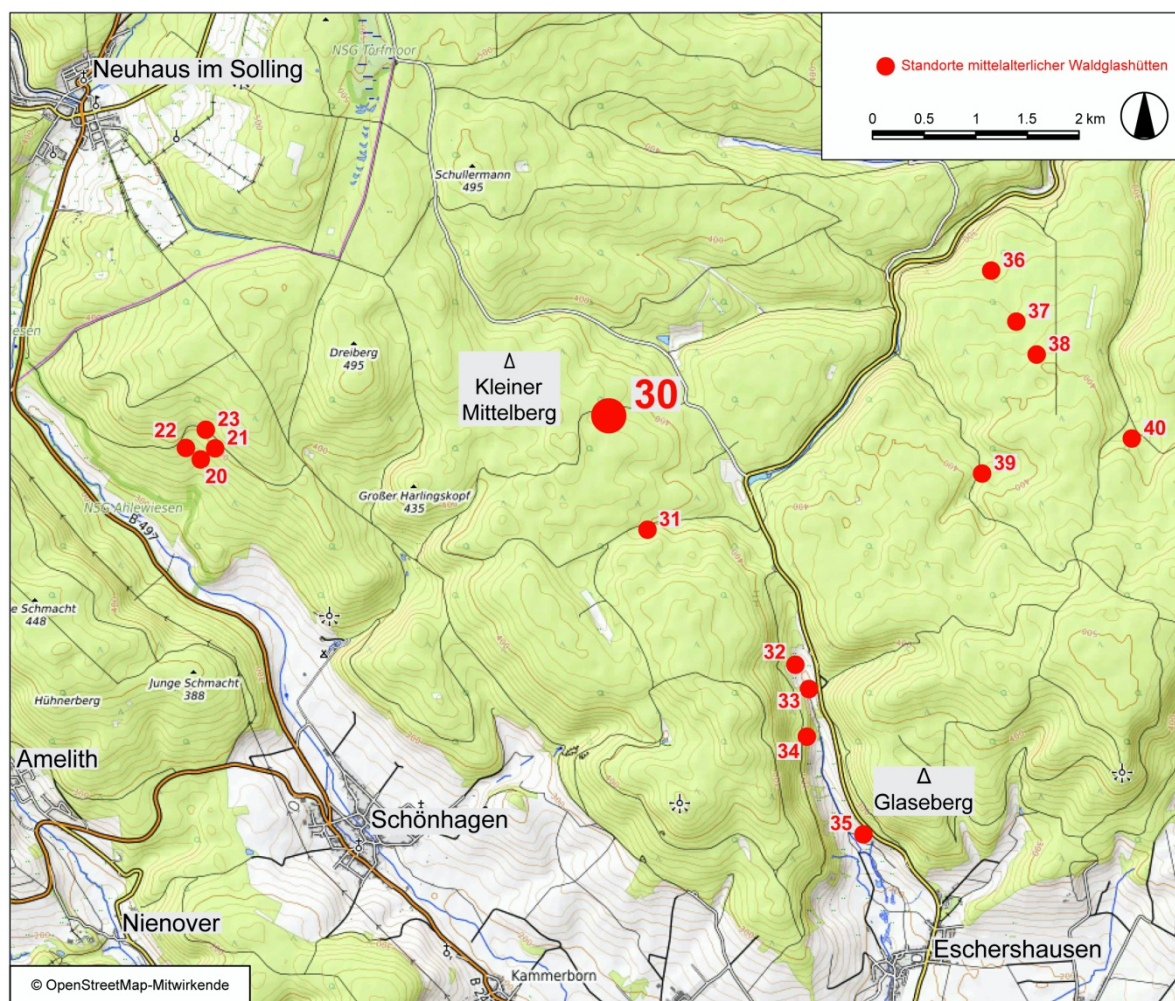 NSG Torfmoor
Neuhaus im Solling
Standorte mittelalterlicher Waldglashütten
0 0.5 1 1.5 2 km
Schullermann
495
36
37
38
Dreiberg
495
Kleiner
Mittelberg
30
23
22
21
20
40
39
Großer Harlingskopf
435
NSG Ahlewiesen
B 497
31
Schmacht
448
Junge Schmacht
388
Hühnerberg
32
33
34
Amelith
Glaseberg
Schönhagen
35
Nienover
Eschershausen
Kammerborn
© OpenStreetMap-Mitwirkende